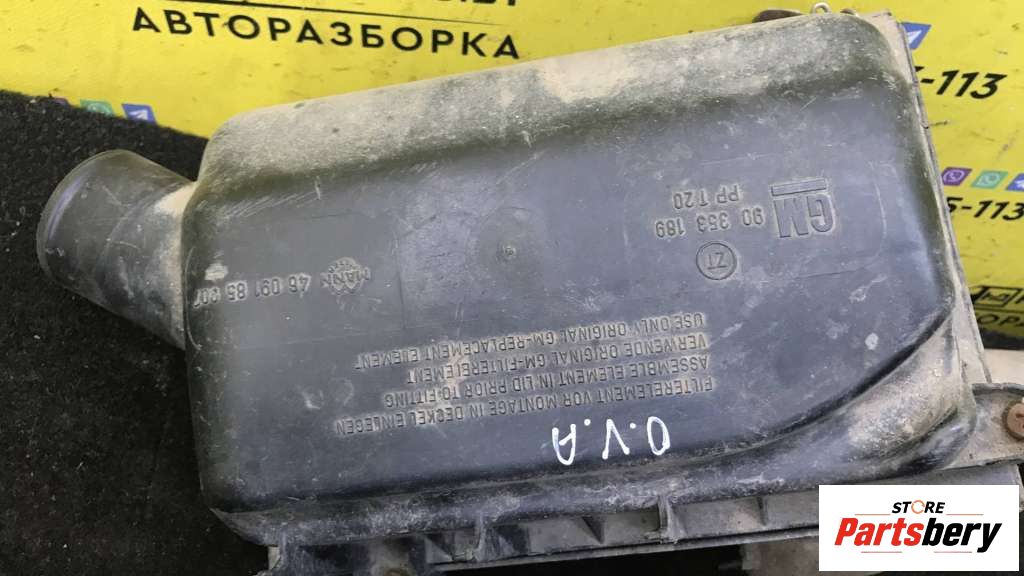 АВТОРАЗБОРКА
-113
5-113
GM
90 353 189
PP T20
ZT
MANN
46 091 85
FILTERELEMENT VOR MONTAGE IN DECKEL EINLEGEN
ASSEMBLE ELEMENT IN LID PRIOR TO FITTING
VERWENDE ORIGINAL GM-FILTERELEMENT
USE ONLY ORIGINAL GM-REPLACEMENT ELEMENT
O.V.A
STORE
Partsbery